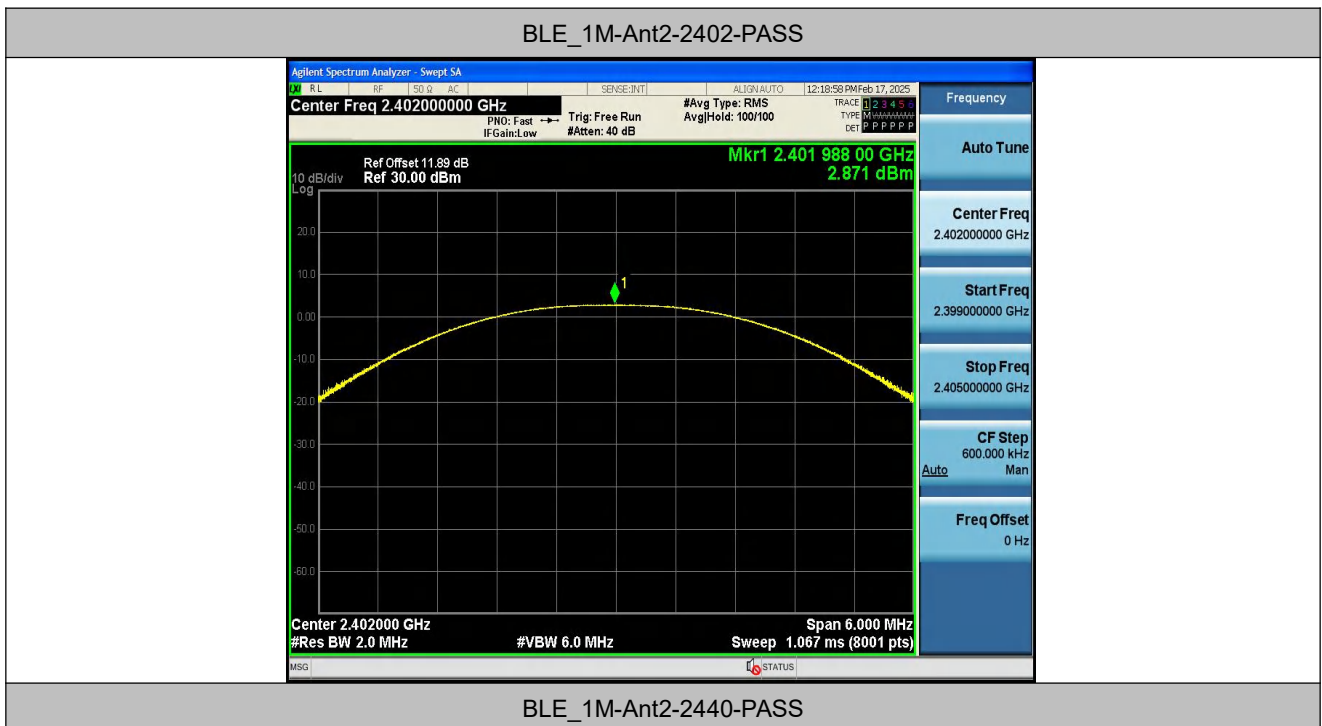 BLE_1M-Ant2-2402-PASS
Agilent Spectrum Analyzer - Swept SA
LXI RL RF 50 Ω AC SENSE:INT ALIGN AUTO 12:18:58 PM Feb 17, 2025
Center Freq 2.402000000 GHz
PNO: Fast
IFGain:Low
Trig: Free Run
#Atten: 40 dB
#Avg Type: RMS
Avg|Hold: 100/100
TRACE 1 2 3 4 5 6
TYPE M W W W W W
DET P P P P P P
Ref Offset 11.89 dB
10 dB/div Ref 30.00 dBm
Log
Mkr1 2.401 988 00 GHz
2.871 dBm
20.0
10.0
1
0.00
-10.0
-20.0
-30.0
-40.0
-50.0
-60.0
Center 2.402000 GHz Span 6.000 MHz
#Res BW 2.0 MHz #VBW 6.0 MHz Sweep 1.067 ms (8001 pts)
MSG STATUS
Frequency
Auto Tune
Center Freq
2.402000000 GHz
Start Freq
2.399000000 GHz
Stop Freq
2.405000000 GHz
CF Step
600.000 kHz
Auto Man
Freq Offset
0 Hz
BLE_1M-Ant2-2440-PASS